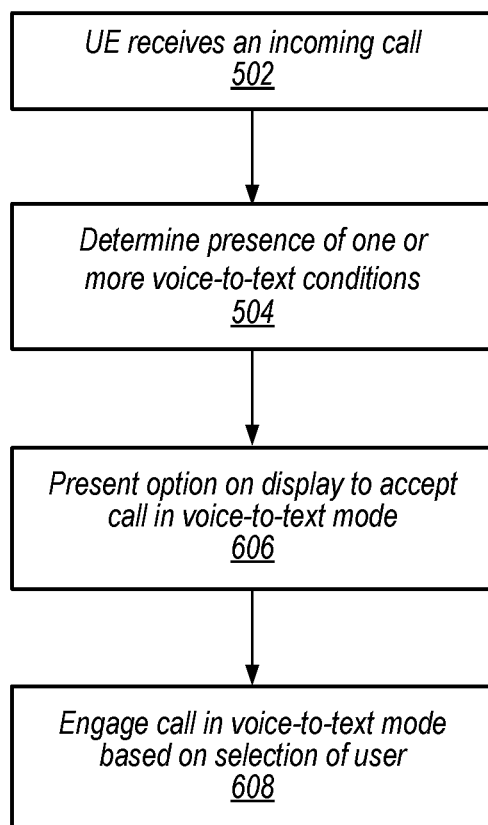 UE receives an incoming call
502
Determine presence of one or
more voice-to-text conditions
504
Present option on display to accept
call in voice-to-text mode
606
Engage call in voice-to-text mode
based on selection of user
608